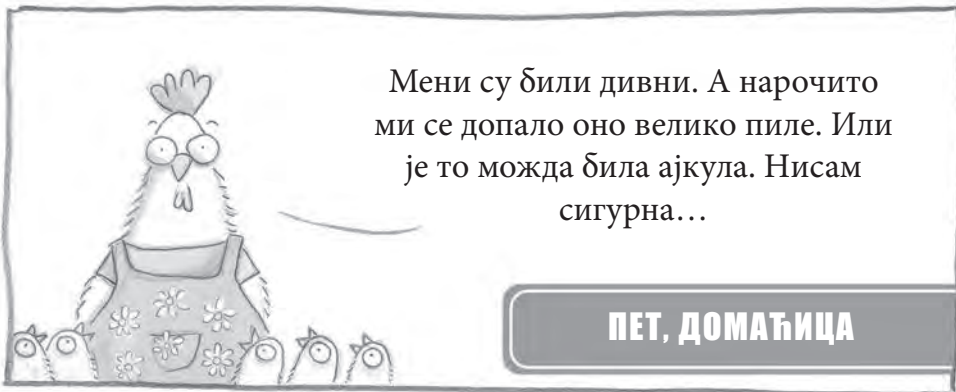 Мени су били дивни. А нарочито
ми се допало оно велико пиле. Или
је то можда била ајкула. Нисам
сигурна…
ПЕТ, ДОМАЋИЦА